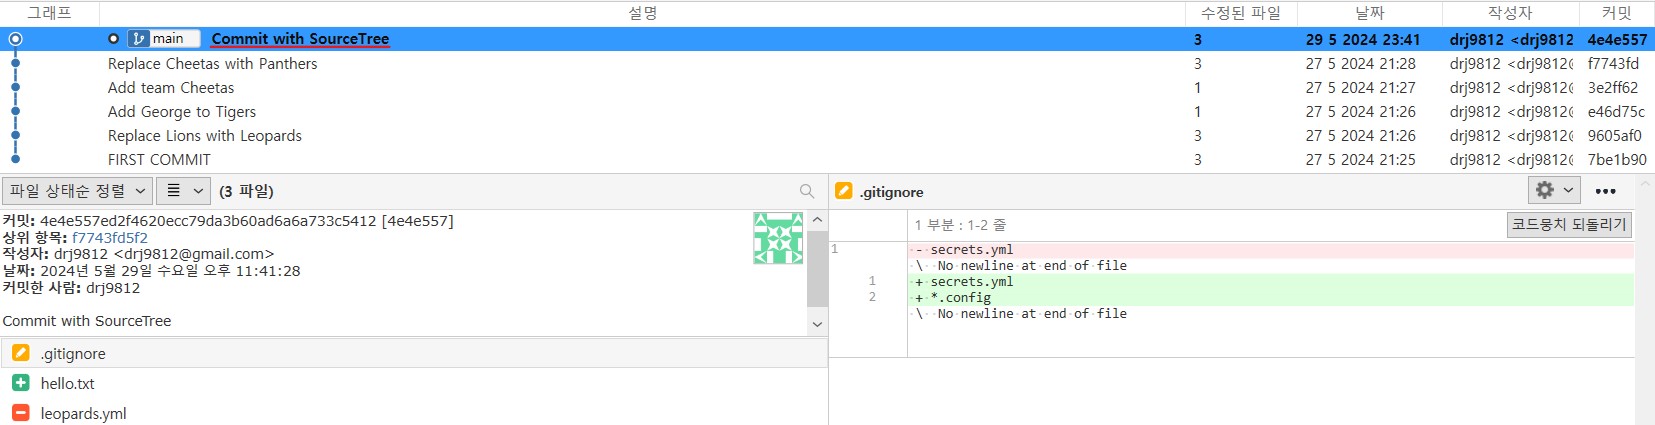 그래프 설명 수정된 파일 날짜 작성자 커밋
main Commit with SourceTree 3 29 5 2024 23:41 drj9812 <drj9812 4e4e557
Replace Cheetas with Panthers 3 27 5 2024 21:28 drj9812 <drj9812@ f7743fd
Add team Cheetas 1 27 5 2024 21:27 drj9812 <drj9812@ 3e2ff62
Add George to Tigers 1 27 5 2024 21:26 drj9812 <drj9812@ e46d75c
Replace Lions with Leopards 3 27 5 2024 21:26 drj9812 <drj9812@ 9605af0
FIRST COMMIT 3 27 5 2024 21:25 drj9812 <drj9812@ 7be1b90
파일 상태순 정렬 (3 파일)
커밋: 4e4e557ed2f4620ecc79da3b60ad6a6a733c5412 [4e4e557]
상위 항목: f7743fd5f2
작성자: drj9812 <drj9812@gmail.com>
날짜: 2024년 5월 29일 수요일 오후 11:41:28
커밋한 사람: drj9812
Commit with SourceTree
.gitignore
hello.txt
leopards.yml
.gitignore
1 부분 : 1-2 줄 코드뭉치 되돌리기
1 - secrets.yml
\ No newline at end of file
1 + secrets.yml
2 + *.config
\ No newline at end of file